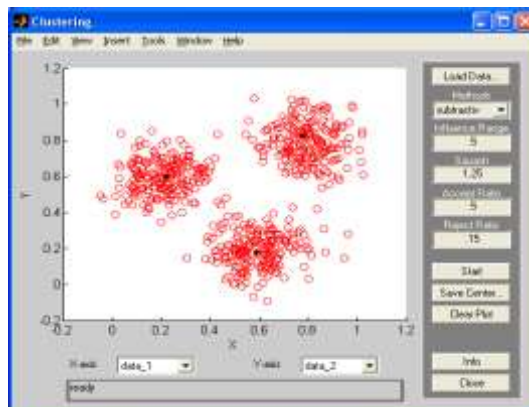 Clustering
File Edit View Insert Tools Window Help
1.2
1
0.8
0.6
0.4
0.2
0
-0.2
Y
-0.2 0 0.2 0.4 0.6 0.8 1 1.2
X
X-axis data_1 Y-axis data_2
ready
Load Data...
Methods
subtractiv
Influence Range
.5
Squash
1.25
Accept Ratio
.5
Reject Ratio
.15
Start
Save Center...
Clear Plot
Info
Close